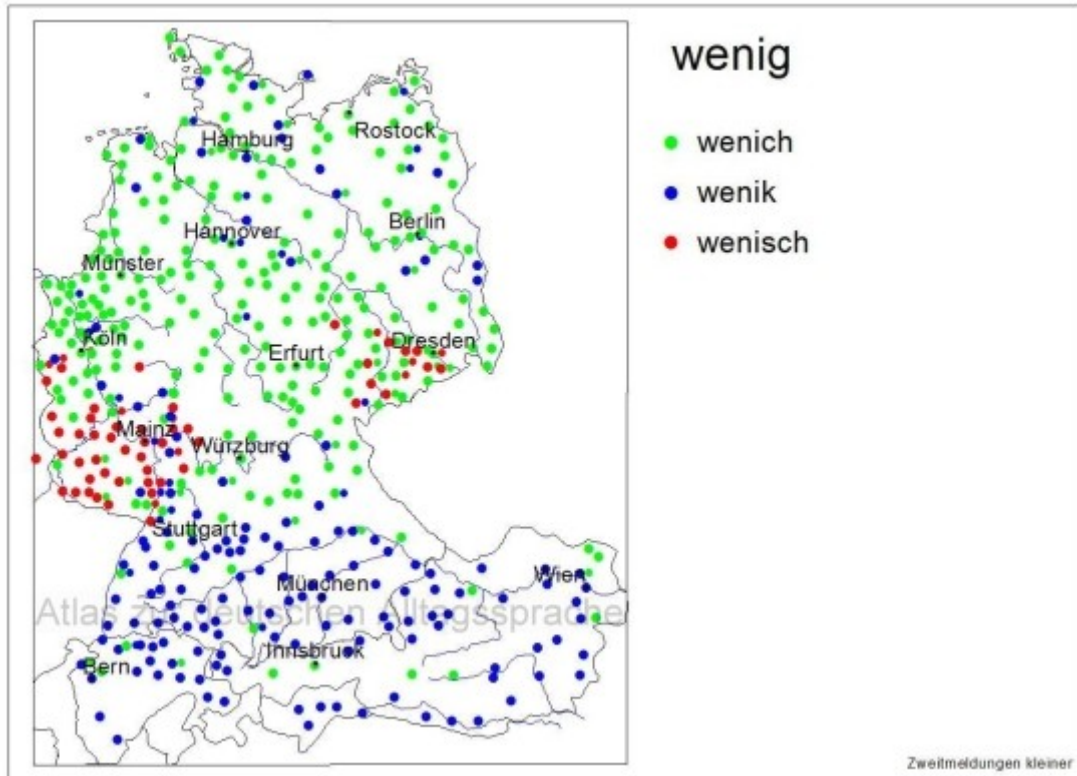 wenig
wenich
wenik
wenisch
Hamburg
Rostock
Hannover
Berlin
Münster
Köln
Erfurt
Dresden
Mainz
Würzburg
Stuttgart
München
Wien
Atlas zur deutschen Alltagssprache
Innsbruck
Bern
Zweitmeldungen kleiner